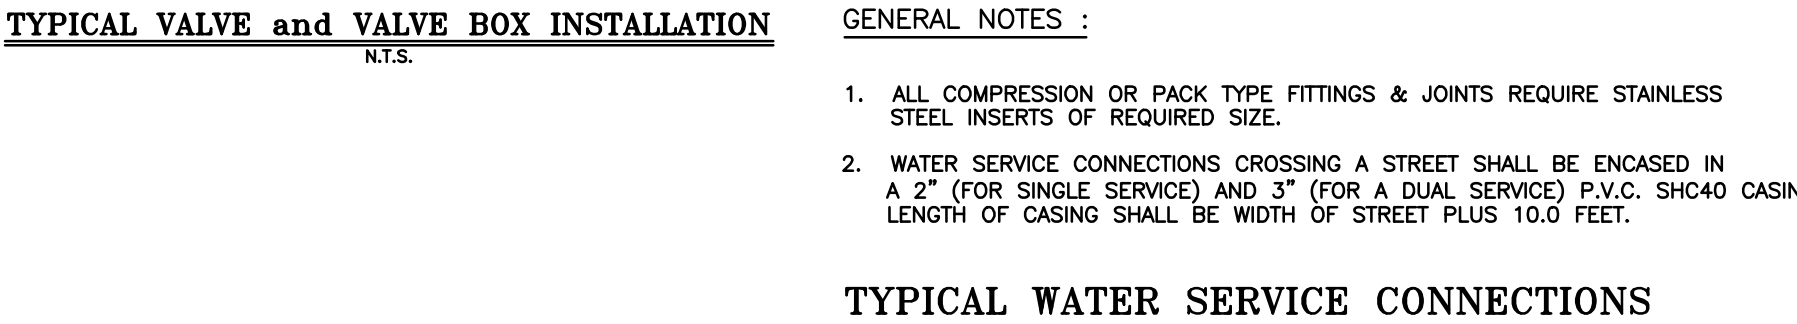 TYPICAL VALVE and VALVE BOX INSTALLATION
N.T.S.
GENERAL NOTES :
1. ALL COMPRESSION OR PACK TYPE FITTINGS & JOINTS REQUIRE STAINLESS
STEEL INSERTS OF REQUIRED SIZE.
2. WATER SERVICE CONNECTIONS CROSSING A STREET SHALL BE ENCASED IN
A 2" (FOR SINGLE SERVICE) AND 3" (FOR A DUAL SERVICE) P.V.C. SHC40
LENGTH OF CASING SHALL BE WIDTH OF STREET PLUS 10.0 FEET.
TYPICAL WATER SERVICE CONNECTIONS